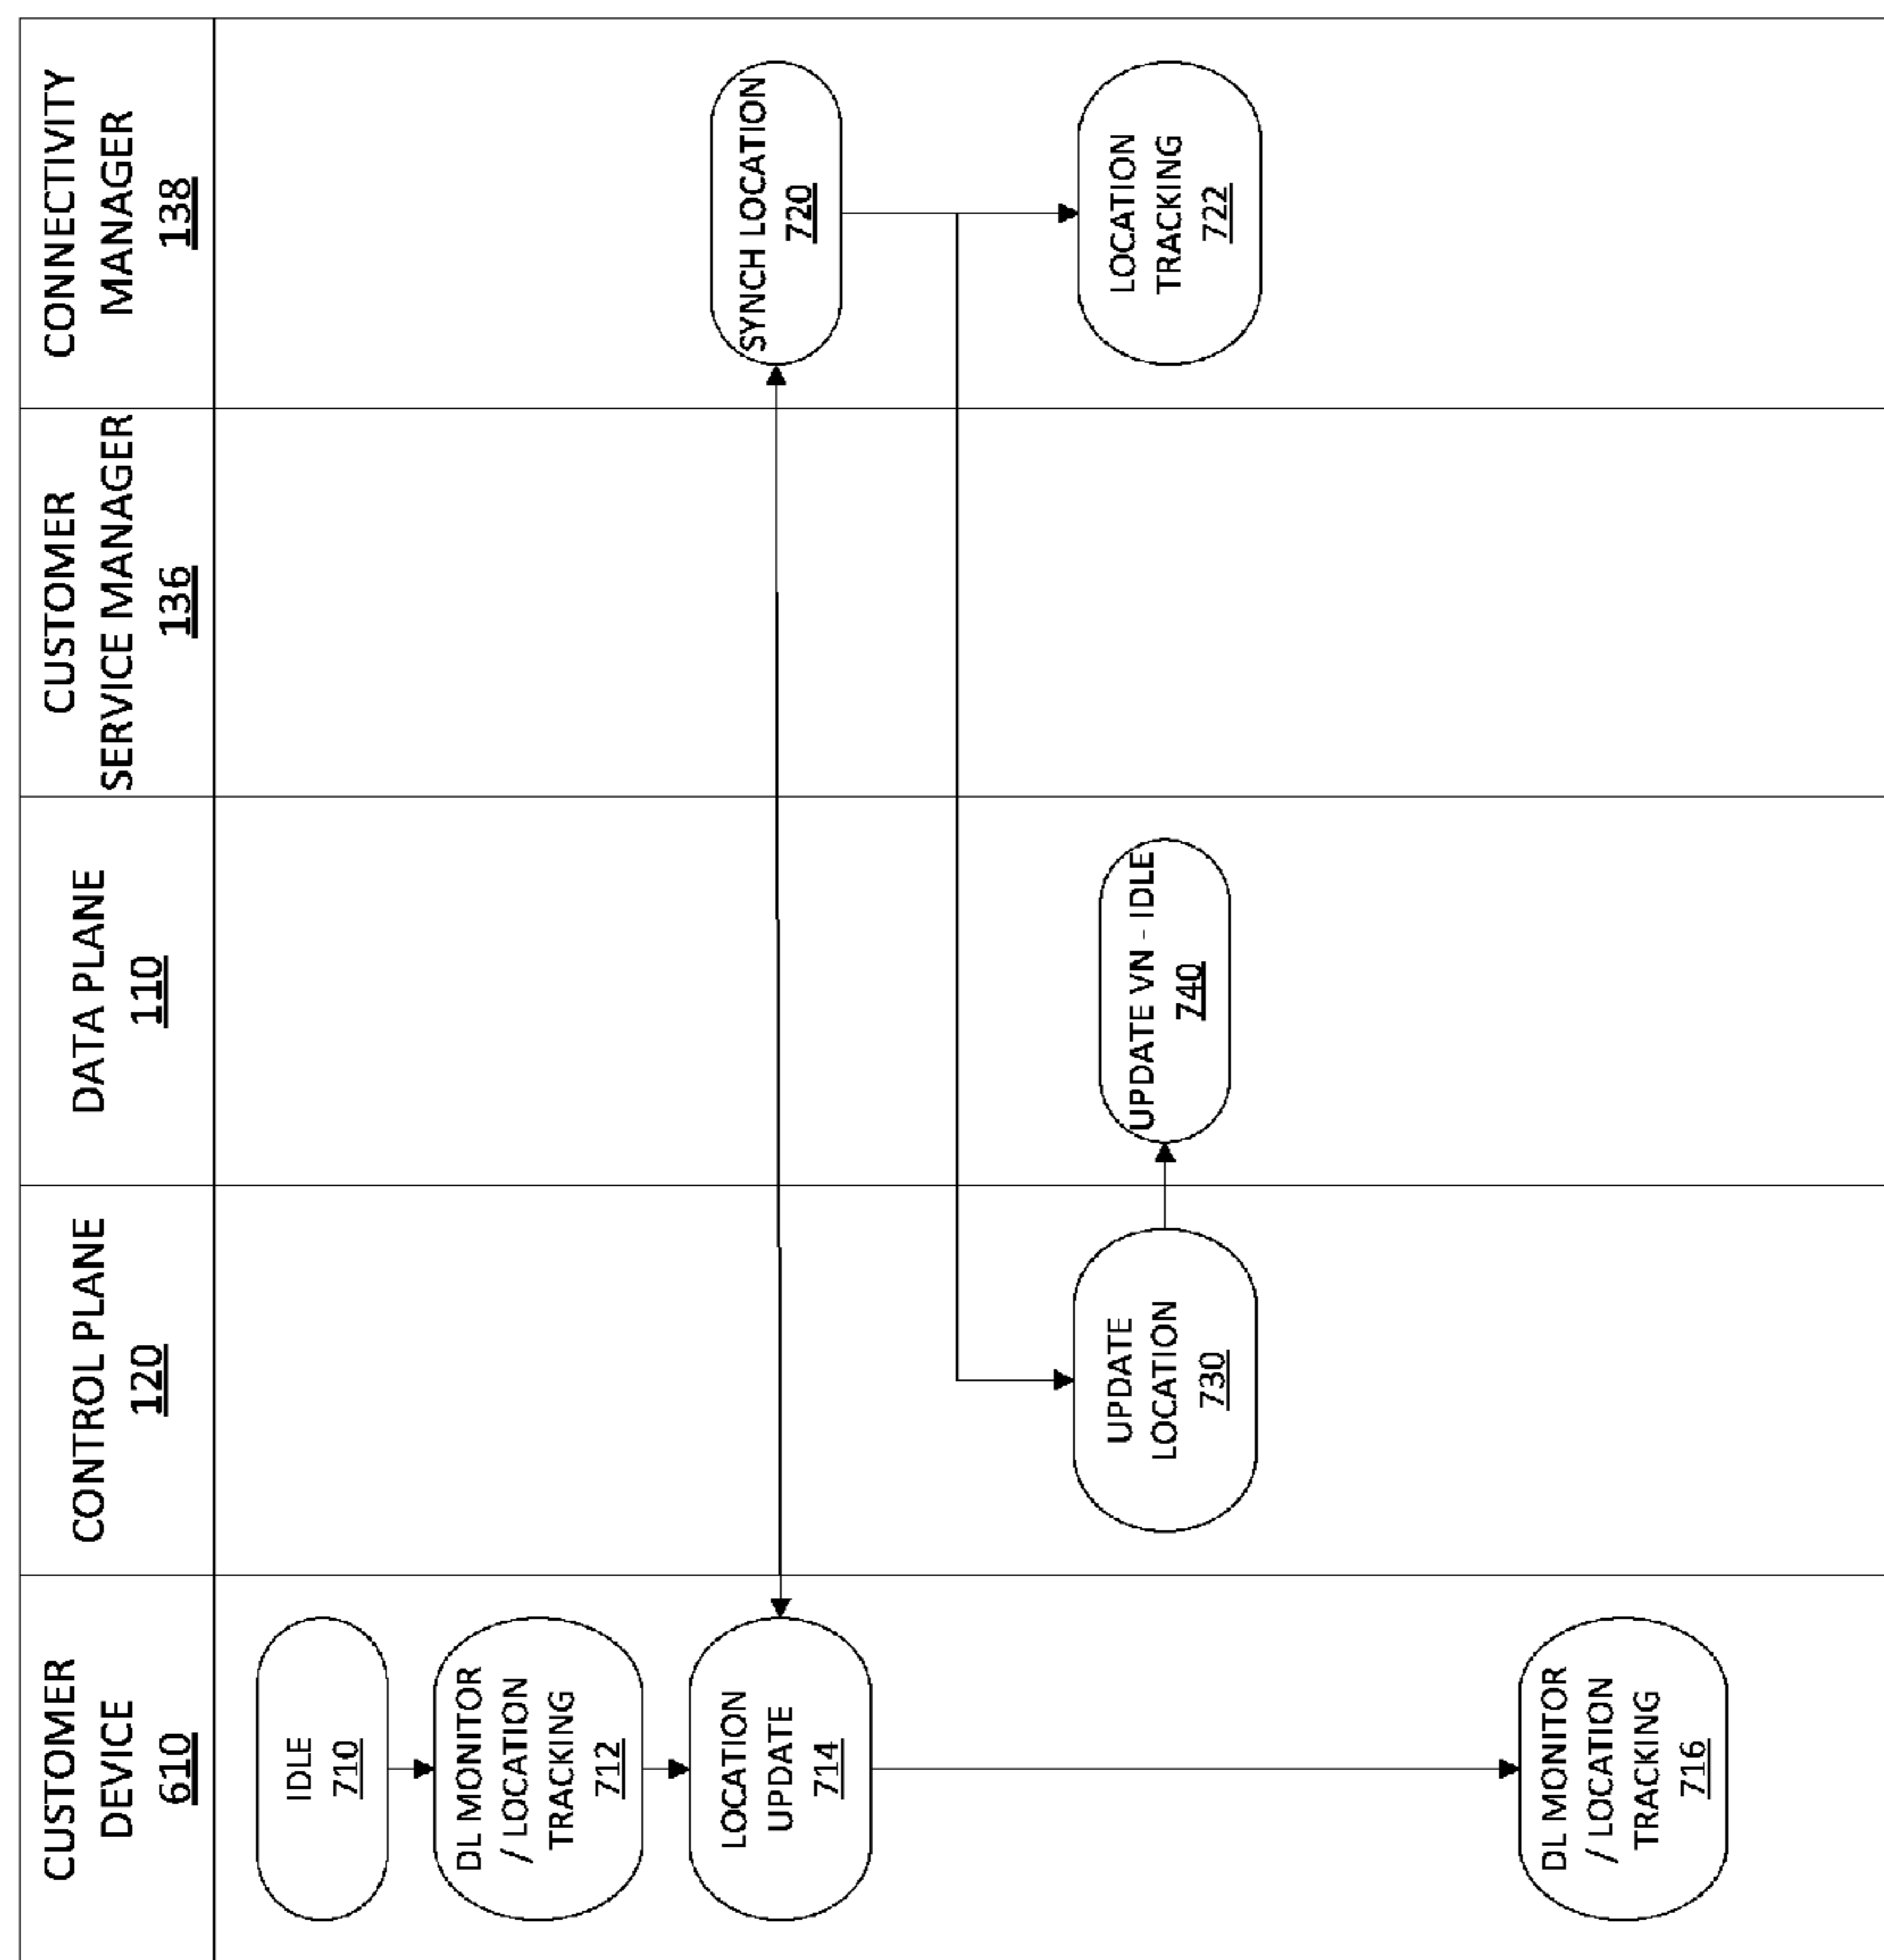 CUSTOMER
DEVICE
610
CONTROL PLANE
120
DATA PLANE
110
CUSTOMER
SERVICE MANAGER
136
CONNECTIVITY
MANAGER
138
IDLE
710
DL MONITOR
/ LOCATION
TRACKING
712
LOCATION
UPDATE
714
SYNCH LOCATION
720
UPDATE
LOCATION
730
UPDATE VN - IDLE
740
LOCATION
TRACKING
722
DL MONITOR
/ LOCATION
TRACKING
716